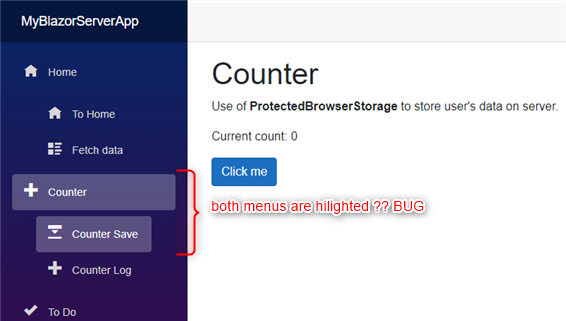 MyBlazorServerApp
Home
To Home
Fetch data
Counter
Counter Save
Counter Log
To Do
Counter
Use of ProtectedBrowserStorage to store user's data on server.
Current count: 0
Click me
both menus are hilighted ?? BUG